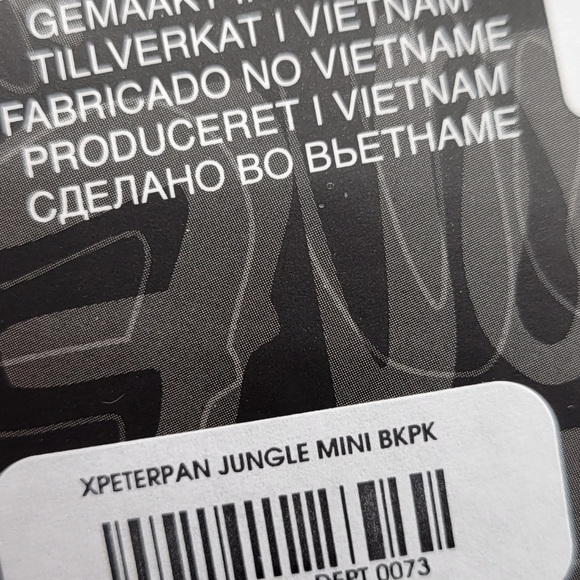 GEMAAKT
TILLVERKAT I VIETNAM
FABRICADO NO VIETNAME
PRODUCERET I VIETNAM
СДЕЛАНО ВО ВЬЕТНАМЕ
XPETERPAN JUNGLE MINI BKPK
DEPT 0073